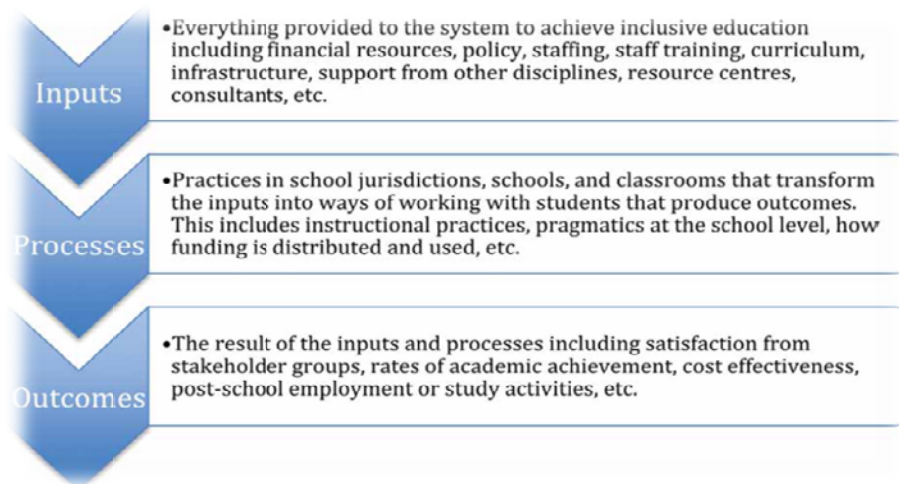 Inputs
•Everything provided to the system to achieve inclusive education
including financial resources, policy, staffing, staff training, curriculum,
infrastructure, support from other disciplines, resource centres,
consultants, etc.
Processes
•Practices in school jurisdictions, schools, and classrooms that transform
the inputs into ways of working with students that produce outcomes.
This includes instructional practices, pragmatics at the school level, how
funding is distributed and used, etc.
Outcomes
•The result of the inputs and processes including satisfaction from
stakeholder groups, rates of academic achievement, cost effectiveness,
post-school employment or study activities, etc.